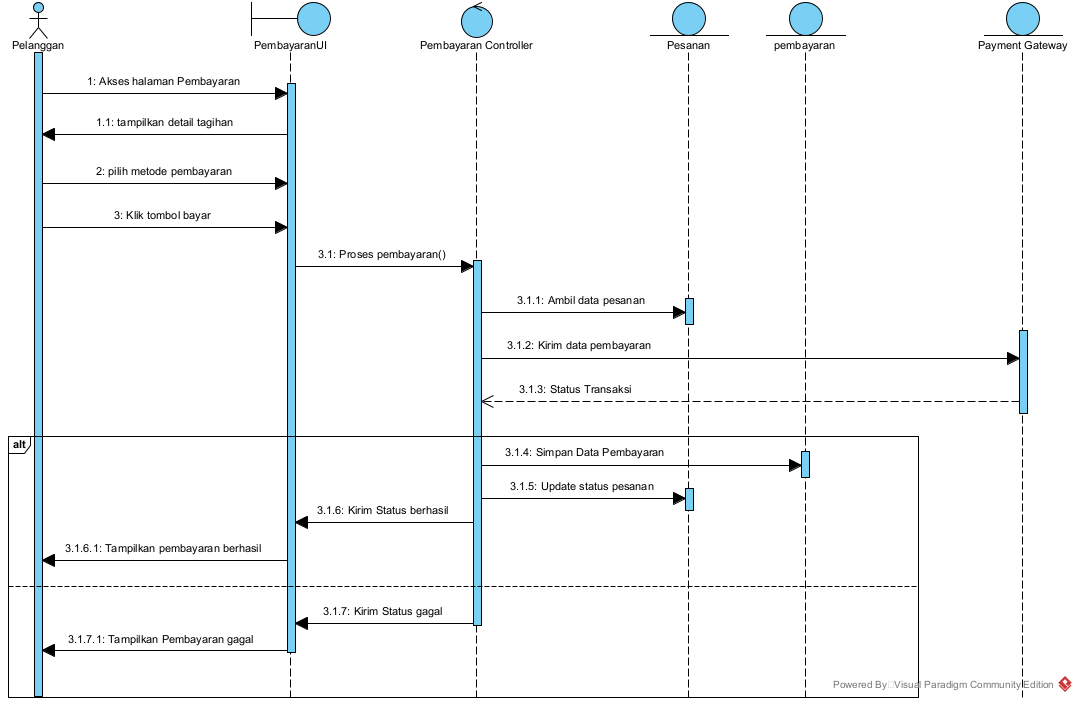 Pelanggan
PembayaranUI
Pembayaran Controller
Pesanan
pembayaran
Payment Gateway
1: Akses halaman Pembayaran
1.1: tampilkan detail tagihan
2: pilih metode pembayaran
3: Klik tombol bayar
3.1: Proses pembayaran()
3.1.1: Ambil data pesanan
3.1.2: Kirim data pembayaran
3.1.3: Status Transaksi
alt
3.1.4: Simpan Data Pembayaran
3.1.5: Update status pesanan
3.1.6: Kirim Status berhasil
3.1.6.1: Tampilkan pembayaran berhasil
3.1.7: Kirim Status gagal
3.1.7.1: Tampilkan Pembayaran gagal
Powered By Visual Paradigm Community Edition